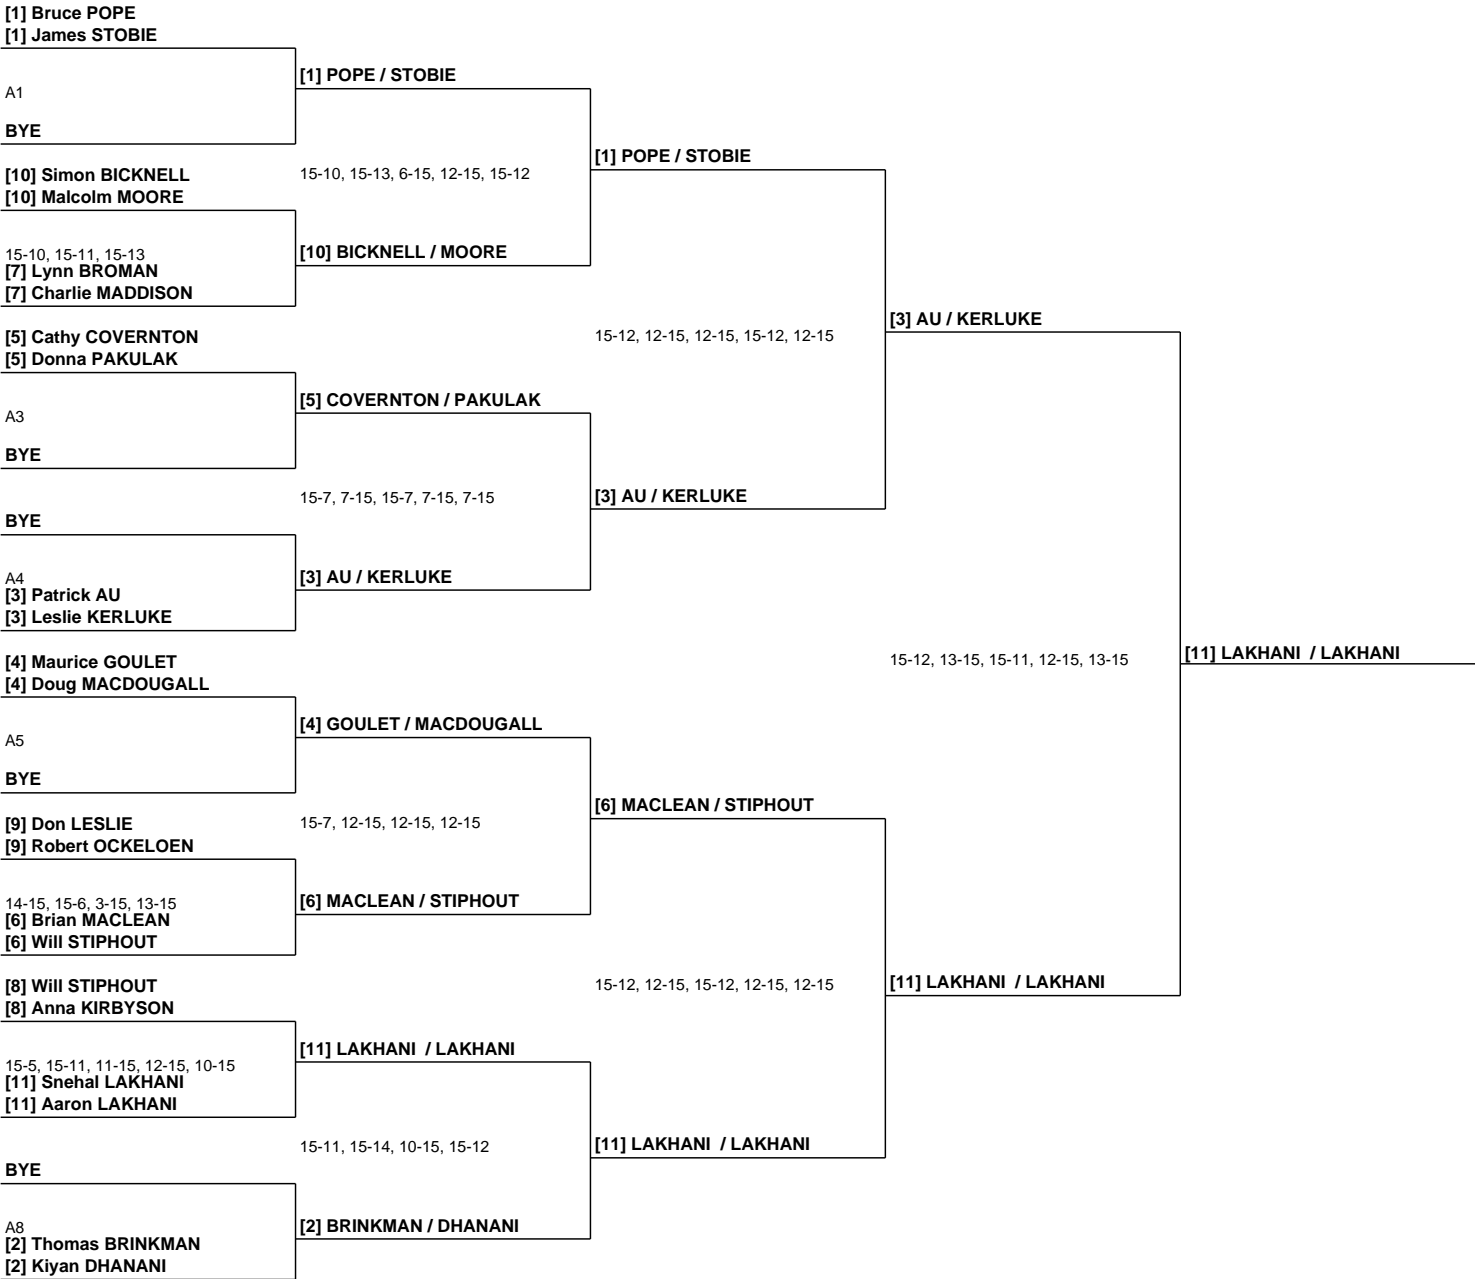 [1] Bruce POPE
[1] James STOBIE
A1
BYE
[10] Simon BICKNELL
[10] Malcolm MOORE
15-10, 15-11, 15-13
[7] Lynn BROMAN
[7] Charlie MADDISON
[5] Cathy COVERNTON
[5] Donna PAKULAK
A3
BYE
BYE
A4
[3] Patrick AU
[3] Leslie KERLUKE
[4] Maurice GOULET
[4] Doug MACDOUGALL
A5
BYE
[9] Don LESLIE
[9] Robert OCKELOEN
14-15, 15-6, 3-15, 13-15
[6] Brian MACLEAN
[6] Will STIPHOUT
[8] Will STIPHOUT
[8] Anna KIRBYSON
15-5, 15-11, 11-15, 12-15, 10-15
[11] Snehal LAKHANI
[11] Aaron LAKHANI
BYE
A8
[2] Thomas BRINKMAN
[2] Kiyan DHANANI
[1] POPE / STOBIE
15-10, 15-13, 6-15, 12-15, 15-12
[10] BICKNELL / MOORE
[5] COVERNTON / PAKULAK
15-7, 7-15, 15-7, 7-15, 7-15
[3] AU / KERLUKE
[4] GOULET / MACDOUGALL
15-7, 12-15, 12-15, 12-15
[6] MACLEAN / STIPHOUT
[11] LAKHANI / LAKHANI
15-11, 15-14, 10-15, 15-12
[2] BRINKMAN / DHANANI
[1] POPE / STOBIE
15-12, 12-15, 12-15, 15-12, 12-15
[3] AU / KERLUKE
[6] MACLEAN / STIPHOUT
15-12, 12-15, 15-12, 12-15, 12-15
[11] LAKHANI / LAKHANI
[3] AU / KERLUKE
15-12, 13-15, 15-11, 12-15, 13-15
[11] LAKHANI / LAKHANI
[11] LAKHANI / LAKHANI